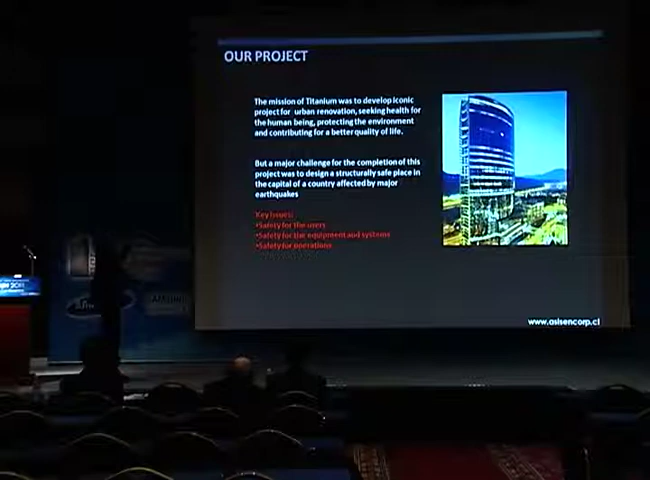 OUR PROJECT
The mission of Titanium was to develop iconic
project for urban renovation, seeking health for
the human being, protecting the environment
and contributing for a better quality of life.
But a major challenge for the completion of this
project was to design a structurally safe place in
the capital of a country affected by major
earthquakes
Key Issues:
•Safety for the users
•Safety for the equipment and systems
•Safety for operations
www.asisencorp.cl